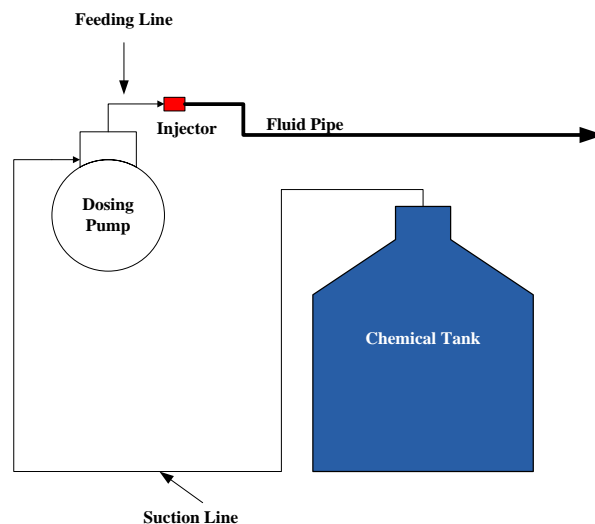 Feeding Line
Injector
Fluid Pipe
Dosing
Pump
Chemical Tank
Suction Line